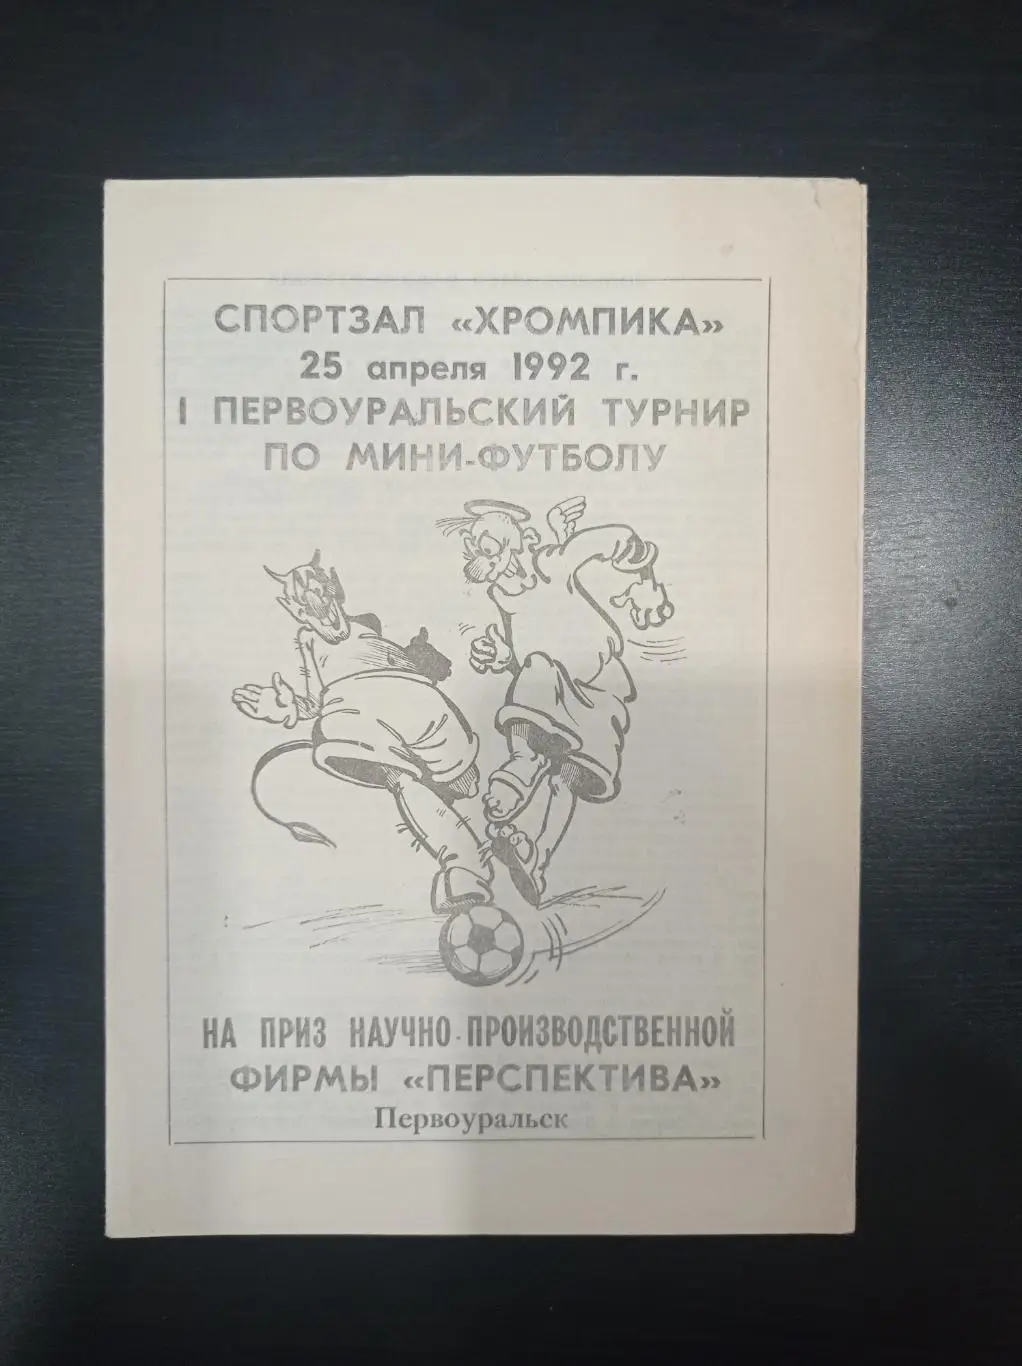 СПОРТЗАЛ «ХРОМПИКА»
25 апреля 1992 г.
I ПЕРВОУРАЛЬСКИЙ ТУРНИР
ПО МИНИ-ФУТБОЛУ
НА ПРИЗ НАУЧНО-ПРОИЗВОДСТВЕННОЙ
ФИРМЫ «ПЕРСПЕКТИВА»
Первоуральск